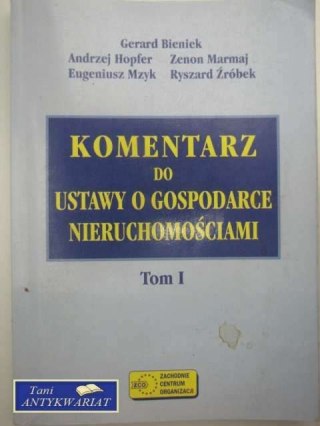 Gerard Bieniek
Andrzej Hopfer Zenon Marmaj
Eugeniusz Mzyk Ryszard Źróbek
KOMENTARZ
DO
USTAWY O GOSPODARCE
NIERUCHOMOŚCIAMI
Tom I
ZCO
ZACHODNIE
CENTRUM
ORGANIZACJI
Tani
ANTYKWARIAT